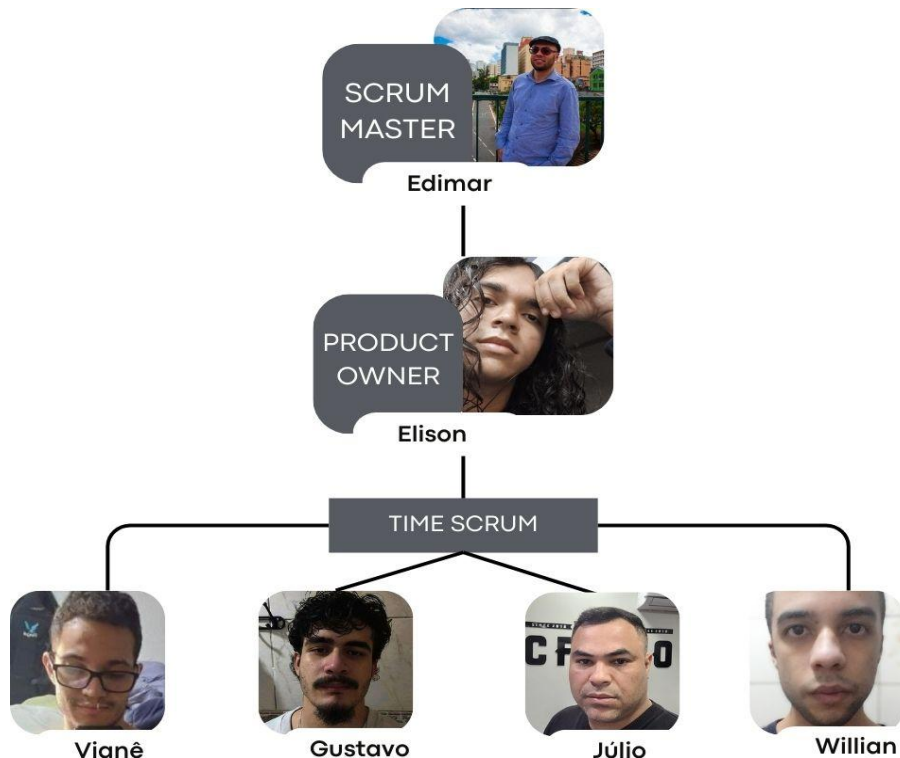 SCRUM
MASTER
Edimar
PRODUCT
OWNER
Elison
TIME SCRUM
Vianê
Gustavo
Júlio
Willian